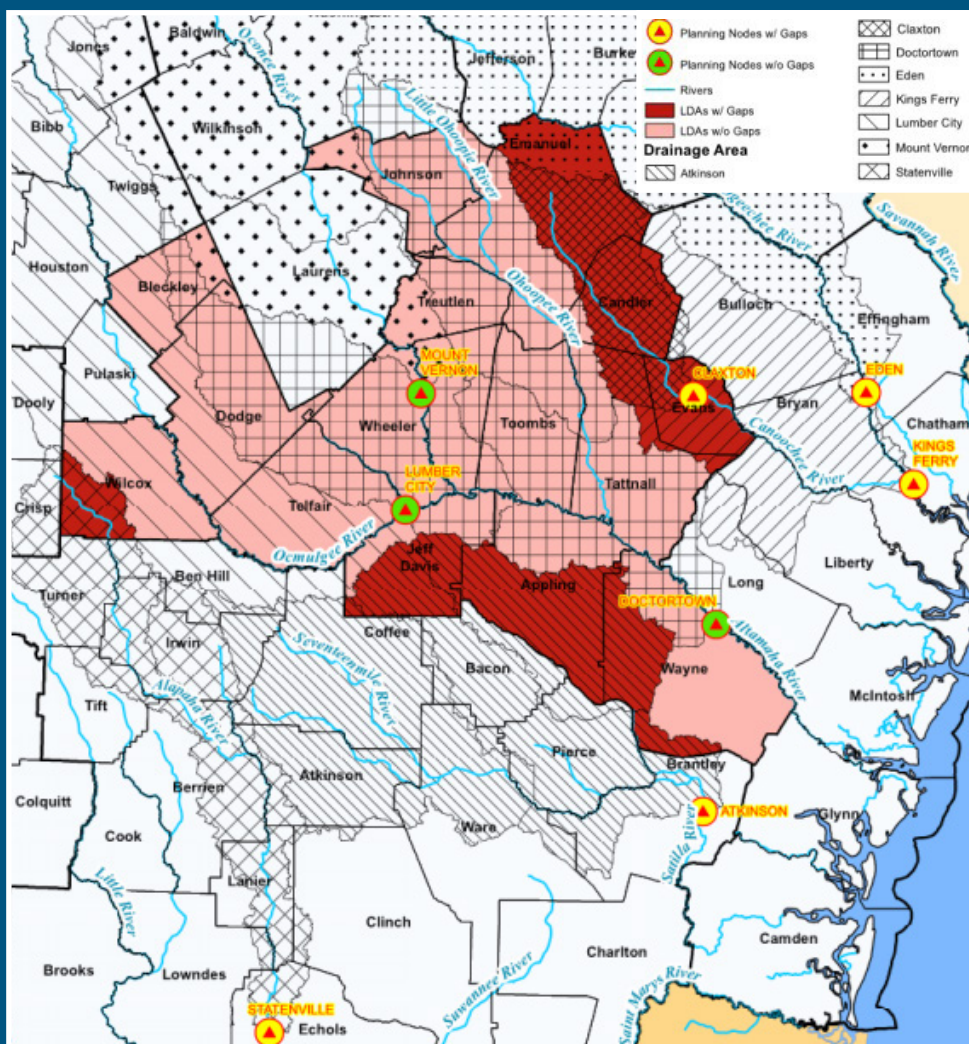 Planning Nodes w/ Gaps
Planning Nodes w/o Gaps
Rivers
LDAs w/ Gaps
LDAs w/o Gaps
Drainage Area
Atkinson
Claxton
Doctortown
Eden
Kings Ferry
Lumber City
Mount Vernon
Statenville
Jones
Baldwin
Oconee River
Jefferson
Burke
Bibb
Wilkinson
Little Ohoopie River
Emanuel
Twiggs
Johnson
Savannah River
Houston
Laurens
Ohoopee River
Bleckley
Treutlen
Candler
Bulloch
Effingham
Pulaski
MOUNT
VERNON
CLAXTON
EDEN
Dooly
Dodge
Wheeler
Toombs
Evans
Bryan
Chatham
Canoochee River
KINGS
FERRY
Wilcox
LUMBER
CITY
Tattnall
Crisp
Telfair
Ocmulgee River
Jeff
Davis
Appling
Long
Liberty
Ben Hill
Turner
DOCTORTOWN
Altamaha River
Coffee
Irwin
Seventeenmile River
Bacon
Wayne
Alapaha River
McIntosh
Tift
Pierce
Brantley
Atkinson
Berrien
Colquitt
ATKINSON
Glynn
Cook
Ware
Satilla River
Little River
Lanier
Clinch
Charlton
Camden
Brooks
Lowndes
Suwannee River
Saint Marys River
STATENVILLE
Echols